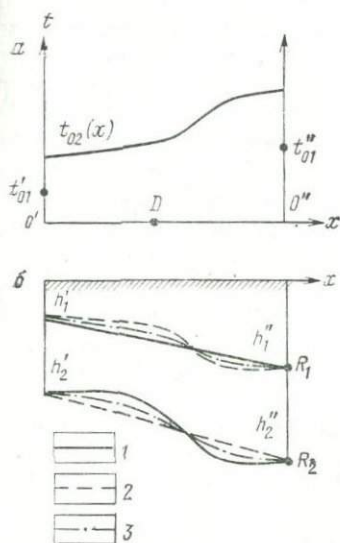 t
а
t₀₂(x)
t′₀₁
t″₀₁
0′
D
0″
x
б
x
h′₁
h″₁
R₁
h′₂
h″₂
R₂
1
2
3